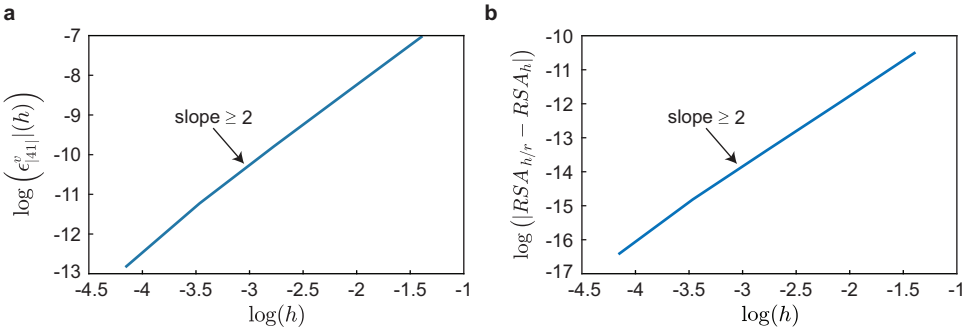 a
-7
-8
-9
-10
-11
-12
-13
log (ϵ^v_{|41|}|(h))
slope ≥ 2
-4.5 -4 -3.5 -3 -2.5 -2 -1.5 -1
log(h)
b
-10
-11
-12
-13
-14
-15
-16
-17
log (|RSA_{h/r} − RSA_h|)
slope ≥ 2
-4.5 -4 -3.5 -3 -2.5 -2 -1.5 -1
log(h)